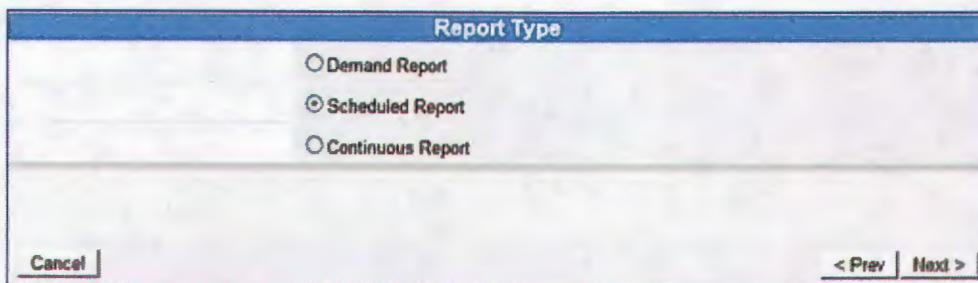 Report Type
Demand Report
Scheduled Report
Continuous Report
Cancel
< Prev
Next >